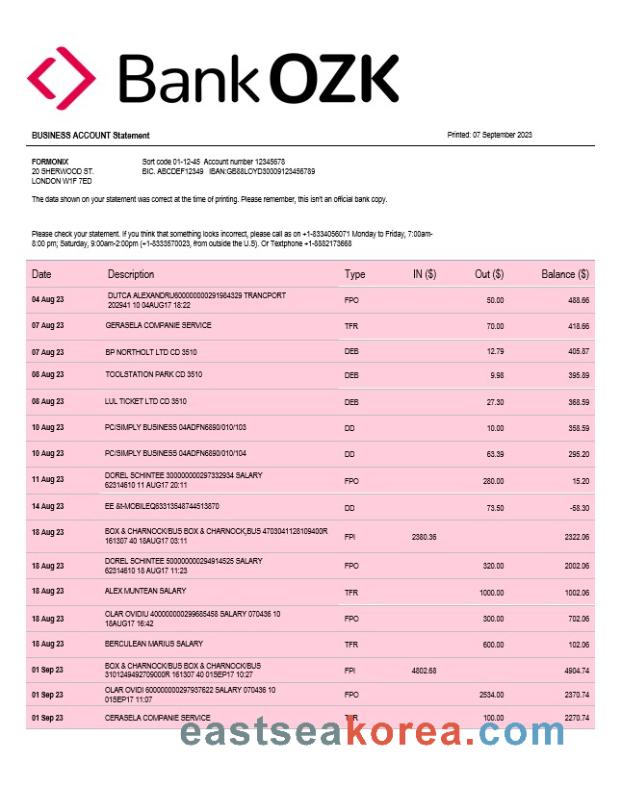 Bank OZK
BUSINESS ACCOUNT Statement Printed: 07 September 2023
FORMONIX Sort code 01-12-45 Account number 12345678
20 SHERWOOD ST. BIC. ABCDEF12349 IBAN:GB88LOYD30009123456789
LONDON W1F 7ED
The data shown on your statement was correct at the time of printing. Please remember, this isn't an official bank copy.
Please check your statement. If you think that something looks incorrect, please call as on +1-8334056071 Monday to Friday, 7:00am-
8:00 pm; Saturday, 9:00am-2:00pm (+1-8333570023, from outside the U.S). Or Textphone +1-8882173668
Date Description Type IN ($) Out ($) Balance ($)
04 Aug 23 DUTCA ALEXANDRU600000000291984329 TRANCPORT FPO 50.00 488.66
202941 10 04AUG17 18:22
07 Aug 23 GERASELA COMPANIE SERVICE TFR 70.00 418.66
07 Aug 23 BP NORTHOLT LTD CD 3510 DEB 12.79 405.87
08 Aug 23 TOOLSTATION PARK CD 3510 DEB 9.98 395.89
08 Aug 23 LUL TICKET LTD CD 3510 DEB 27.30 368.59
10 Aug 23 PC/SIMPLY BUSINESS 04ADFN6890/010/103 DD 10.00 358.59
10 Aug 23 PC/SIMPLY BUSINESS 04ADFN6890/010/104 DD 63.39 295.20
11 Aug 23 DOREL SCHINTEE 300000000297332934 SALARY FPO 280.00 15.20
62314610 11 AUG17 20:11
14 Aug 23 EE &t-MOBILEQ63313548744513870 DD 73.50 -58.30
18 Aug 23 BOX & CHARNOCK/BUS BOX & CHARNOCK,BUS 4703041128109400R FPI 2380.36 2322.06
161307 40 18AUG17 03:11
18 Aug 23 DOREL SCHINTEE 500000000294914525 SALARY FPO 320.00 2002.06
62314610 18 AUG17 11:23
18 Aug 23 ALEX MUNTEAN SALARY TFR 1000.00 1002.06
18 Aug 23 OLAR OVIDIU 400000000299685458 SALARY 070436 10 FPO 300.00 702.06
18AUG17 16:42
18 Aug 23 BERCULEAN MARIUS SALARY TFR 600.00 102.06
01 Sep 23 BOX & CHARNOCK/BUS BOX & CHARNOCK/BUS FPI 4802.68 4904.74
3101249492709000R 161307 40 01SEP17 10:27
01 Sep 23 OLAR OVIDI 600000000297937622 SALARY 070436 10 FPO 2534.00 2370.74
01SEP17 11:07
01 Sep 23 CERASELA COMPANIE SERVICE TFR 100.00 2270.74
eastseakorea.com